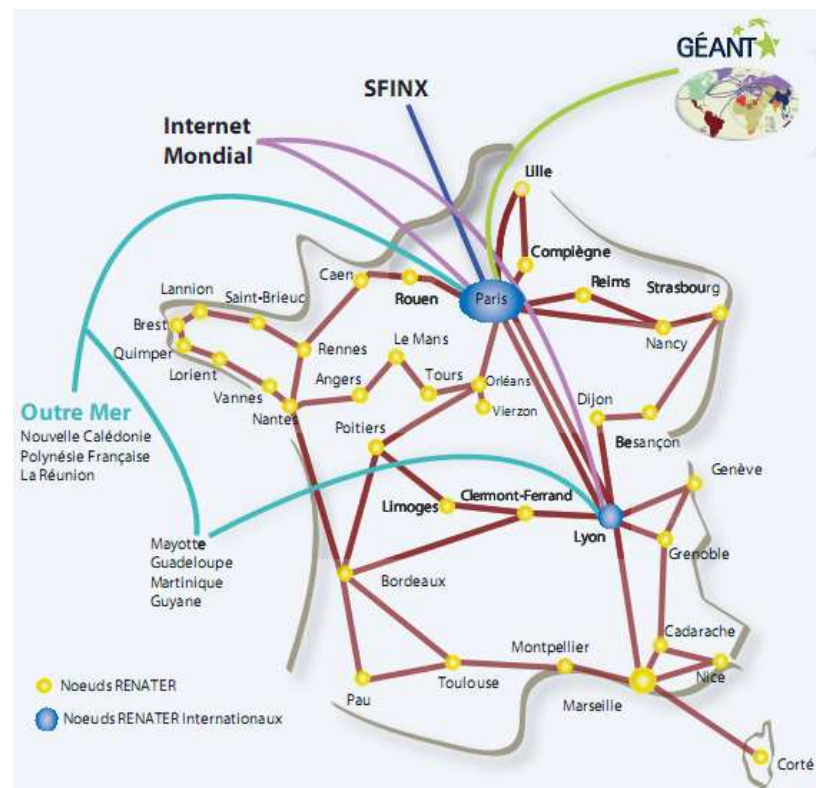 GÉANT
SFINX
Internet
Mondial
Lille
Complègne
Caen
Rouen
Paris
Reims
Strasbourg
Lannion
Saint-Brieuc
Brest
Rennes
Le Mans
Nancy
Quimper
Lorient
Angers
Tours
Orléans
Vannes
Nantes
Vierzon
Dijon
Besançon
Outre Mer
Nouvelle Calédonie
Polynésie Française
La Réunion
Poitiers
Genève
Limoges
Clermont-Ferrand
Lyon
Grenoble
Mayotte
Guadeloupe
Martinique
Guyane
Bordeaux
Cadarache
Montpellier
Nice
Noeuds RENATER
Toulouse
Pau
Marseille
Noeuds RENATER Internationaux
Corté